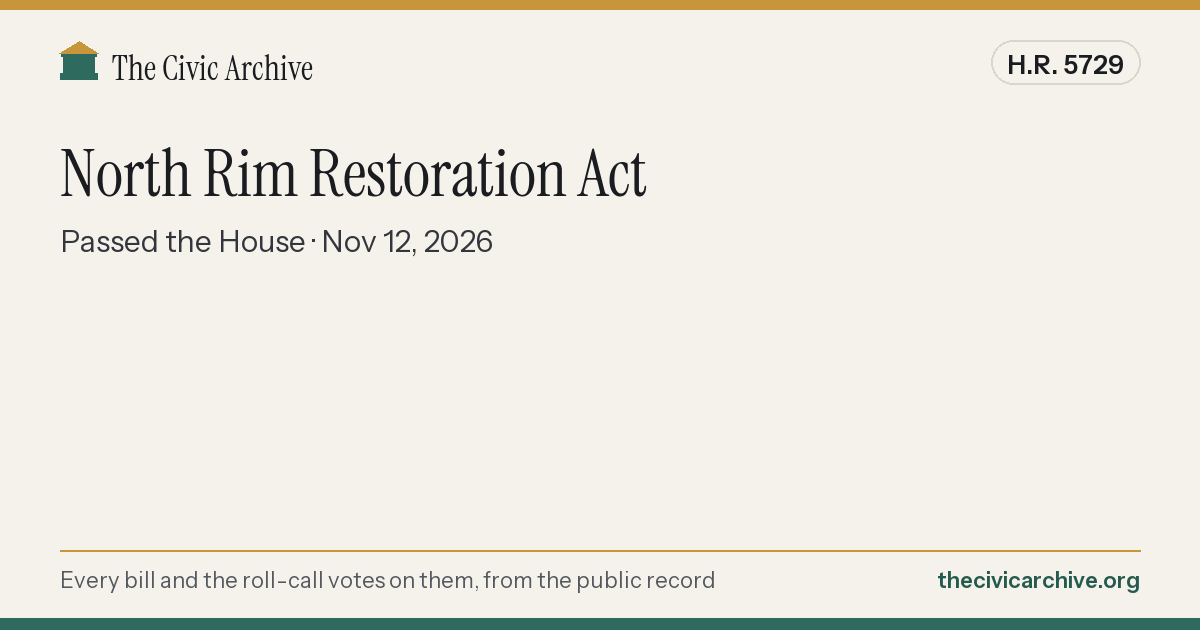 The Civic Archive
H.R. 5729
North Rim Restoration Act
Passed the House · Nov 12, 2026
Every bill and the roll-call votes on them, from the public record
thecivicarchive.org